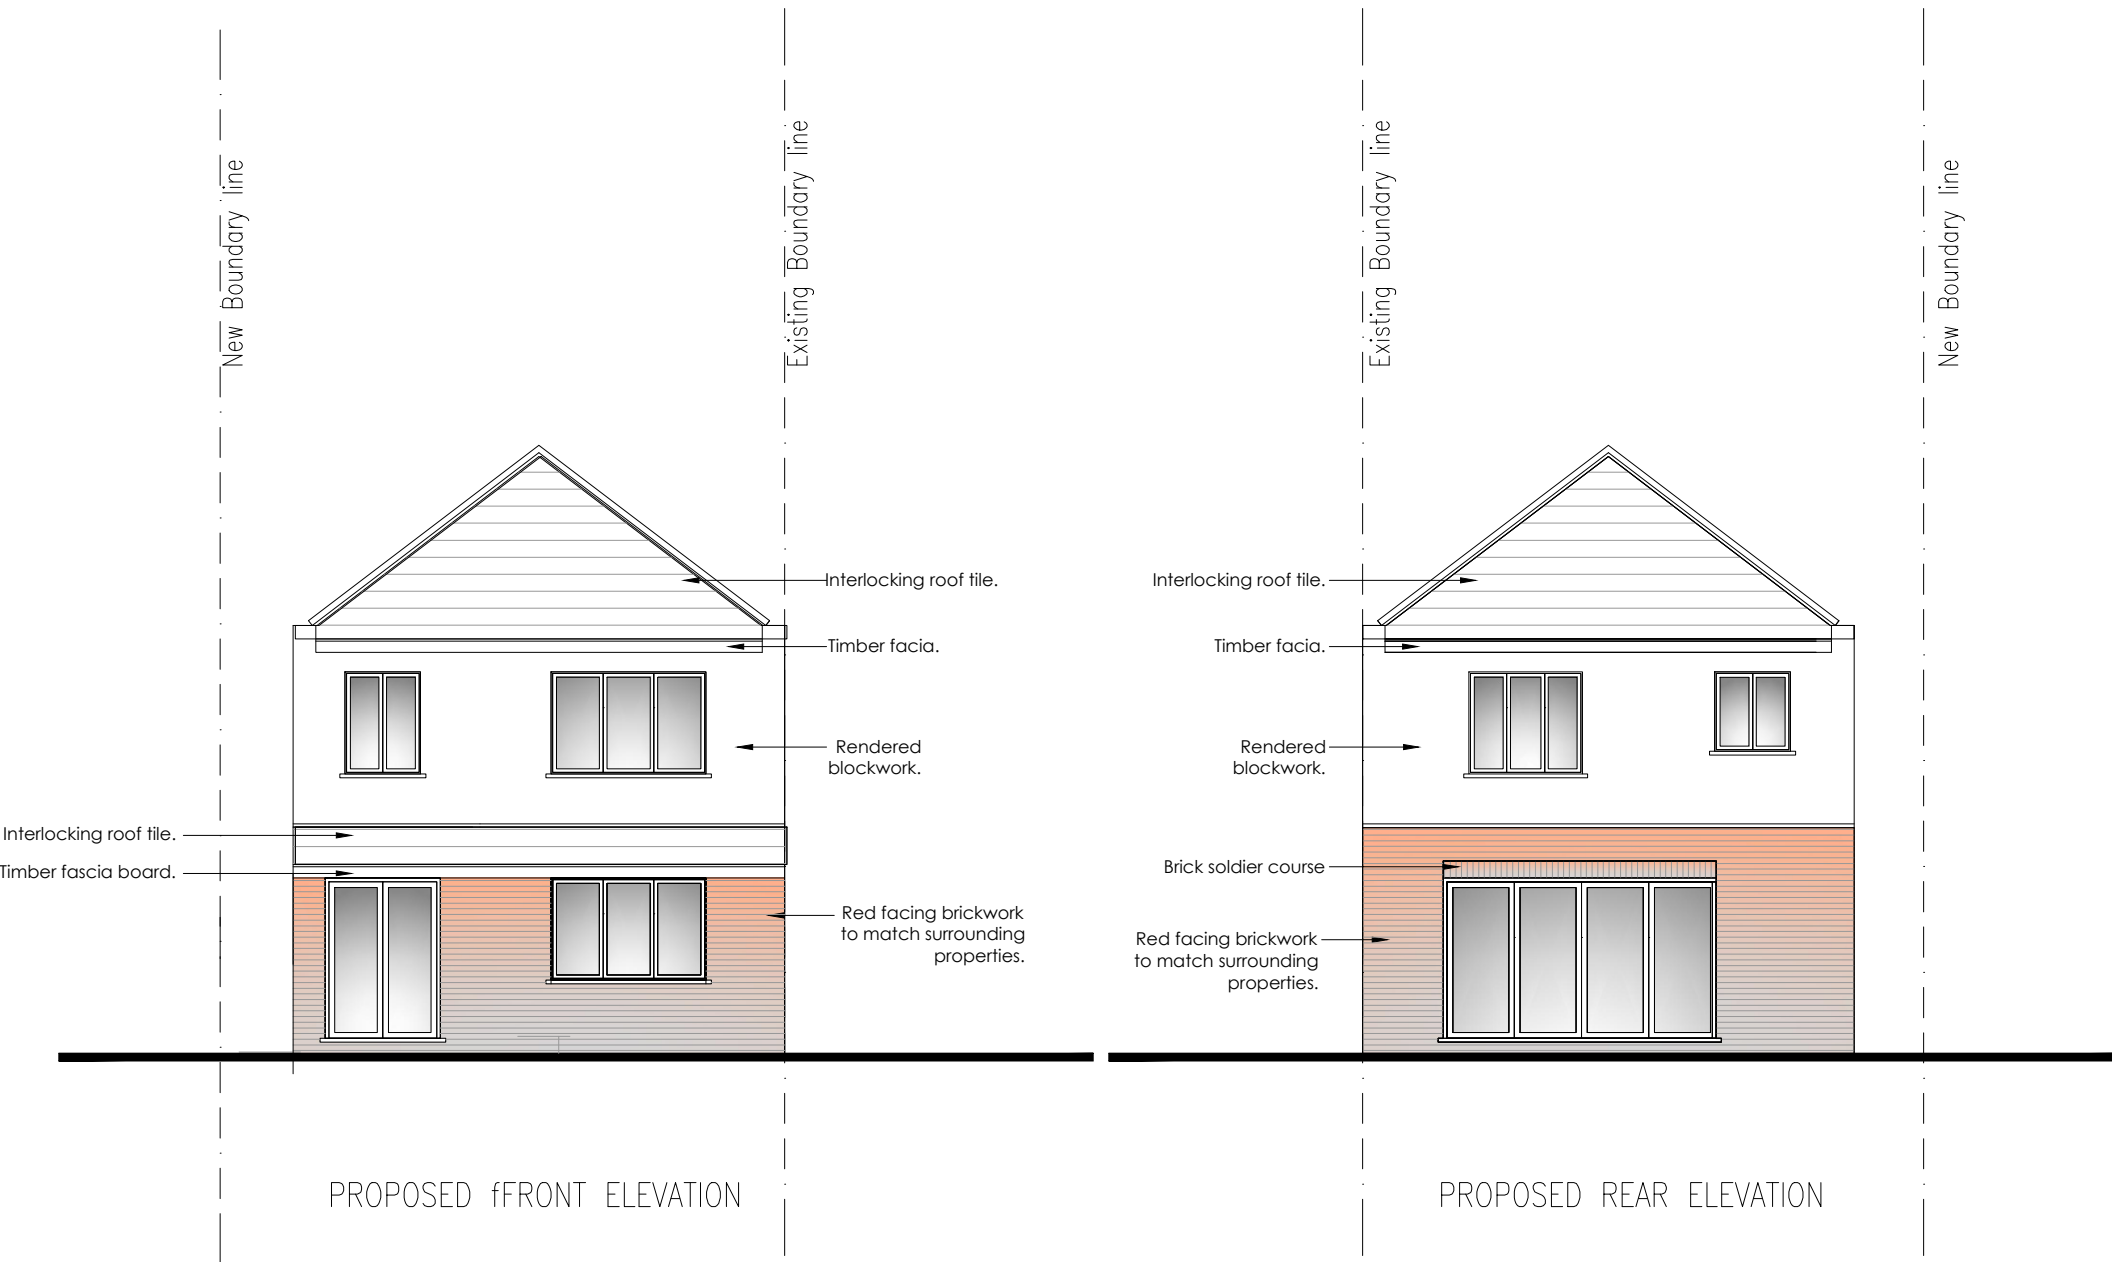 New Boundary line
Existing Boundary line
Interlocking roof tile.
Timber facia.
Rendered
blockwork.
Interlocking roof tile.
Timber fascia board.
Red facing brickwork
to match surrounding
properties.
PROPOSED fFRONT ELEVATION
Existing Boundary line
New Boundary line
Interlocking roof tile.
Timber facia.
Rendered
blockwork.
Brick soldier course
Red facing brickwork
to match surrounding
properties.
PROPOSED REAR ELEVATION